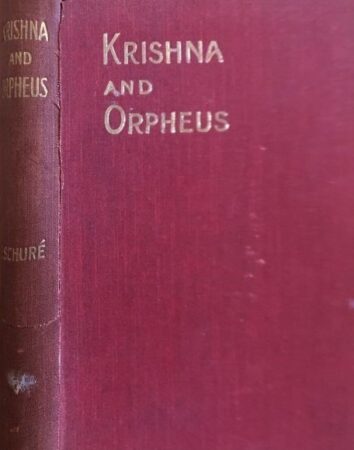 KRISHNA
AND
ORPHEUS
SCHURÉ
KRISHNA
AND
ORPHEUS